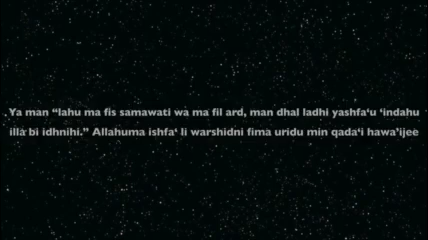 Ya man “lahu ma fis samawati wa ma fil ard, man dhal ladhi yashfa‘u ‘indahu
illa bi idhnihi.” Allahuma ishfa‘ li warshidni fima uridu min qada‘i hawa’ijee